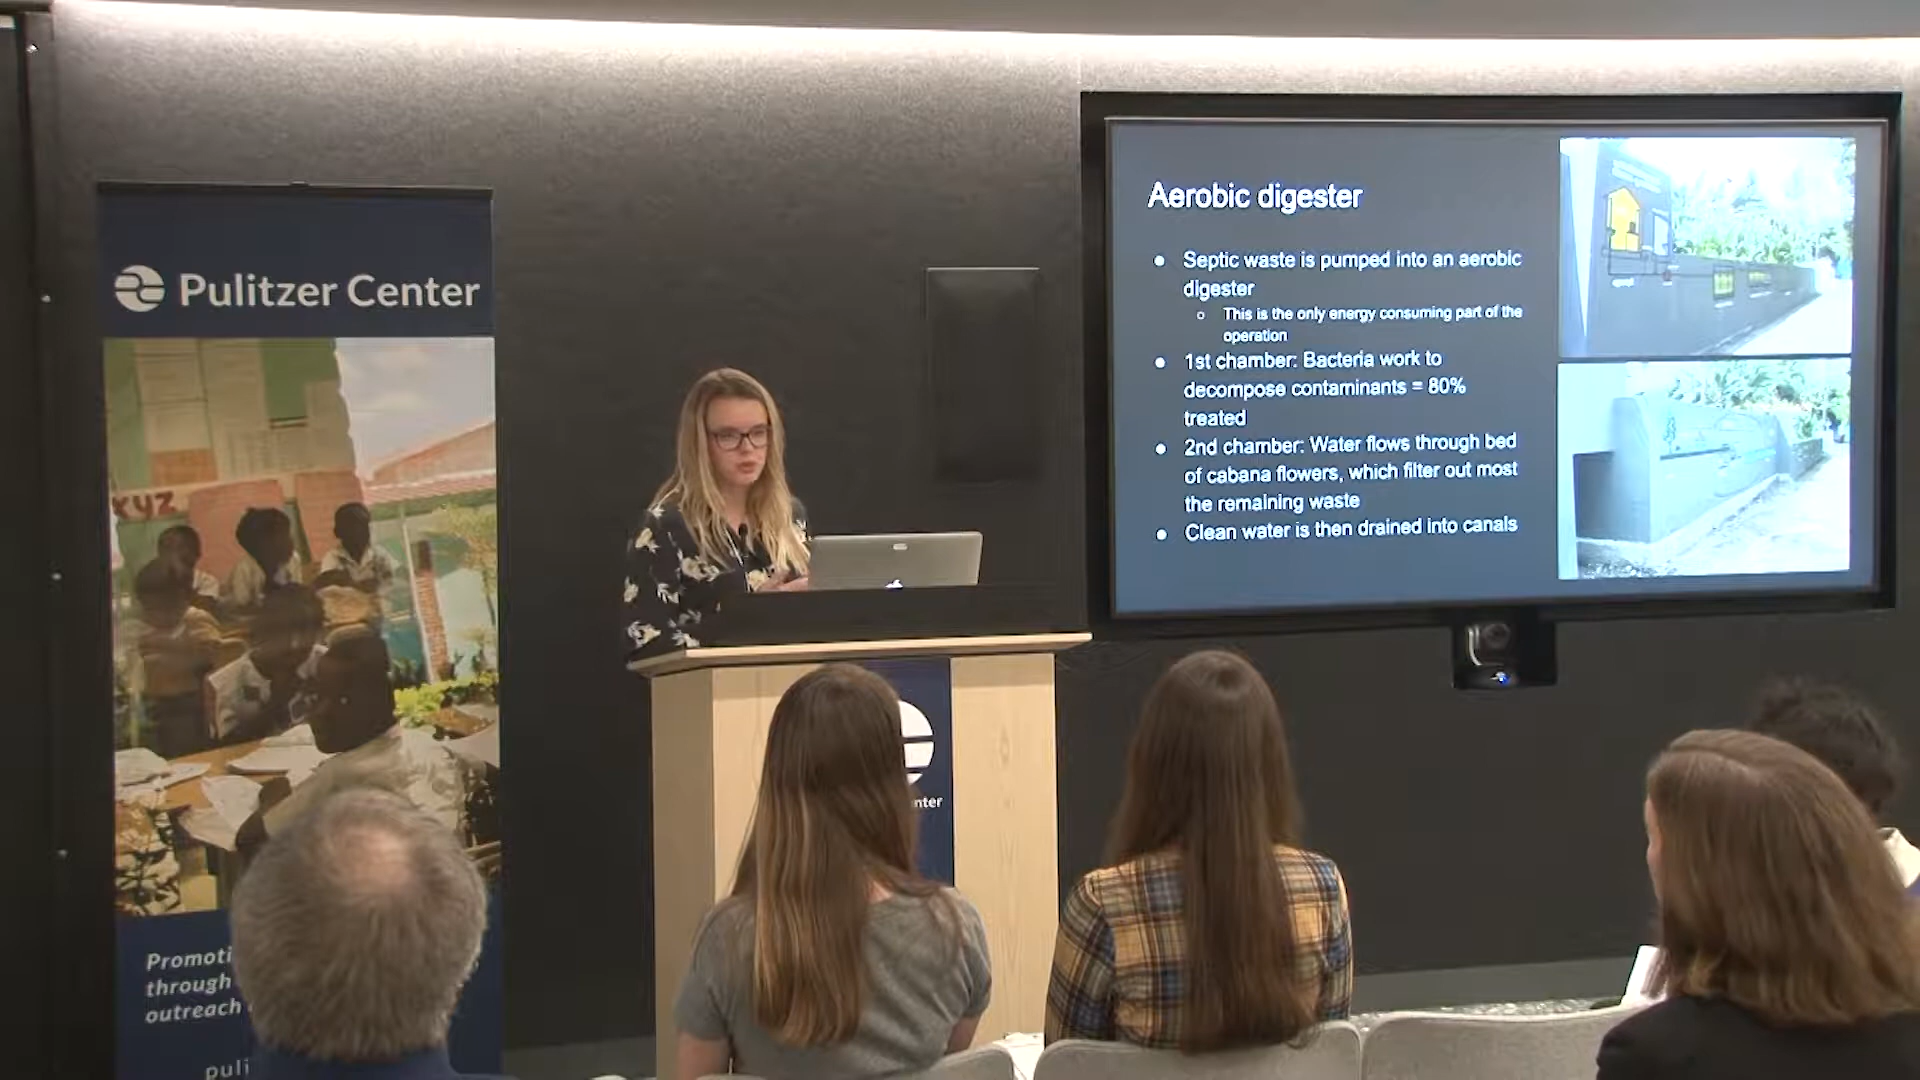 Pulitzer Center
xyz
Promoti
through
outreach
puli
nter
Aerobic digester
Septic waste is pumped into an aerobic
digester
This is the only energy consuming part of the
operation
1st chamber: Bacteria work to
decompose contaminants = 80%
treated
2nd chamber: Water flows through bed
of cabana flowers, which filter out most
the remaining waste
Clean water is then drained into canals